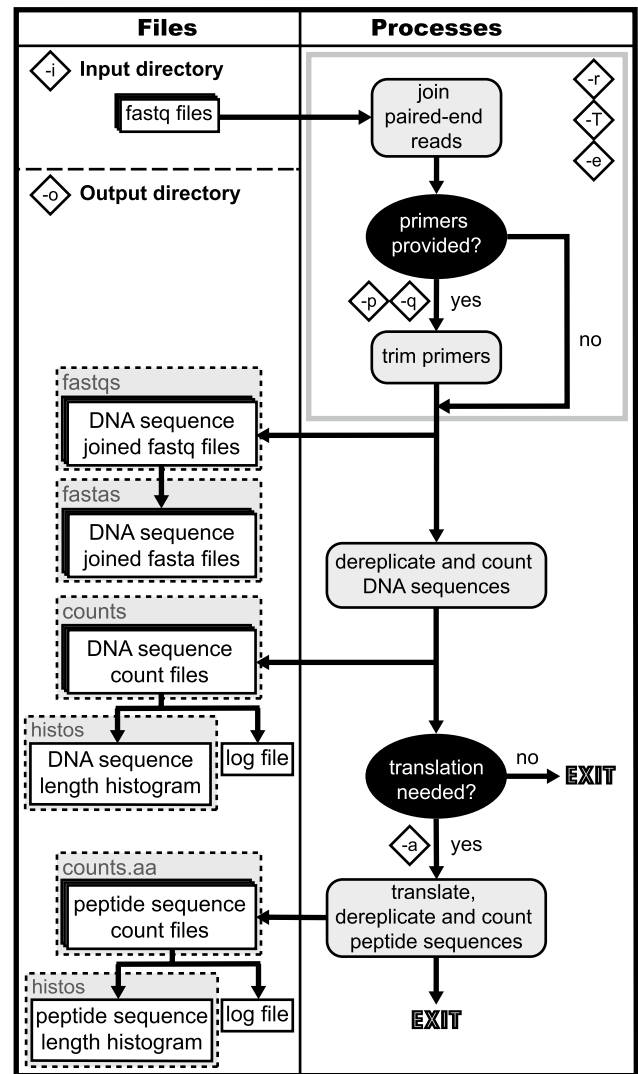 Files
Processes
-i
Input directory
fastq files
-o
Output directory
join
paired-end
reads
-r
-T
-e
primers
provided?
-p
-q
yes
no
trim primers
fastqs
DNA sequence
joined fastq files
fastas
DNA sequence
joined fasta files
dereplicate and count
DNA sequences
counts
DNA sequence
count files
histos
DNA sequence
length histogram
log file
translation
needed?
no
EXIT
-a
yes
counts.aa
peptide sequence
count files
translate,
dereplicate and count
peptide sequences
histos
peptide sequence
length histogram
log file
EXIT